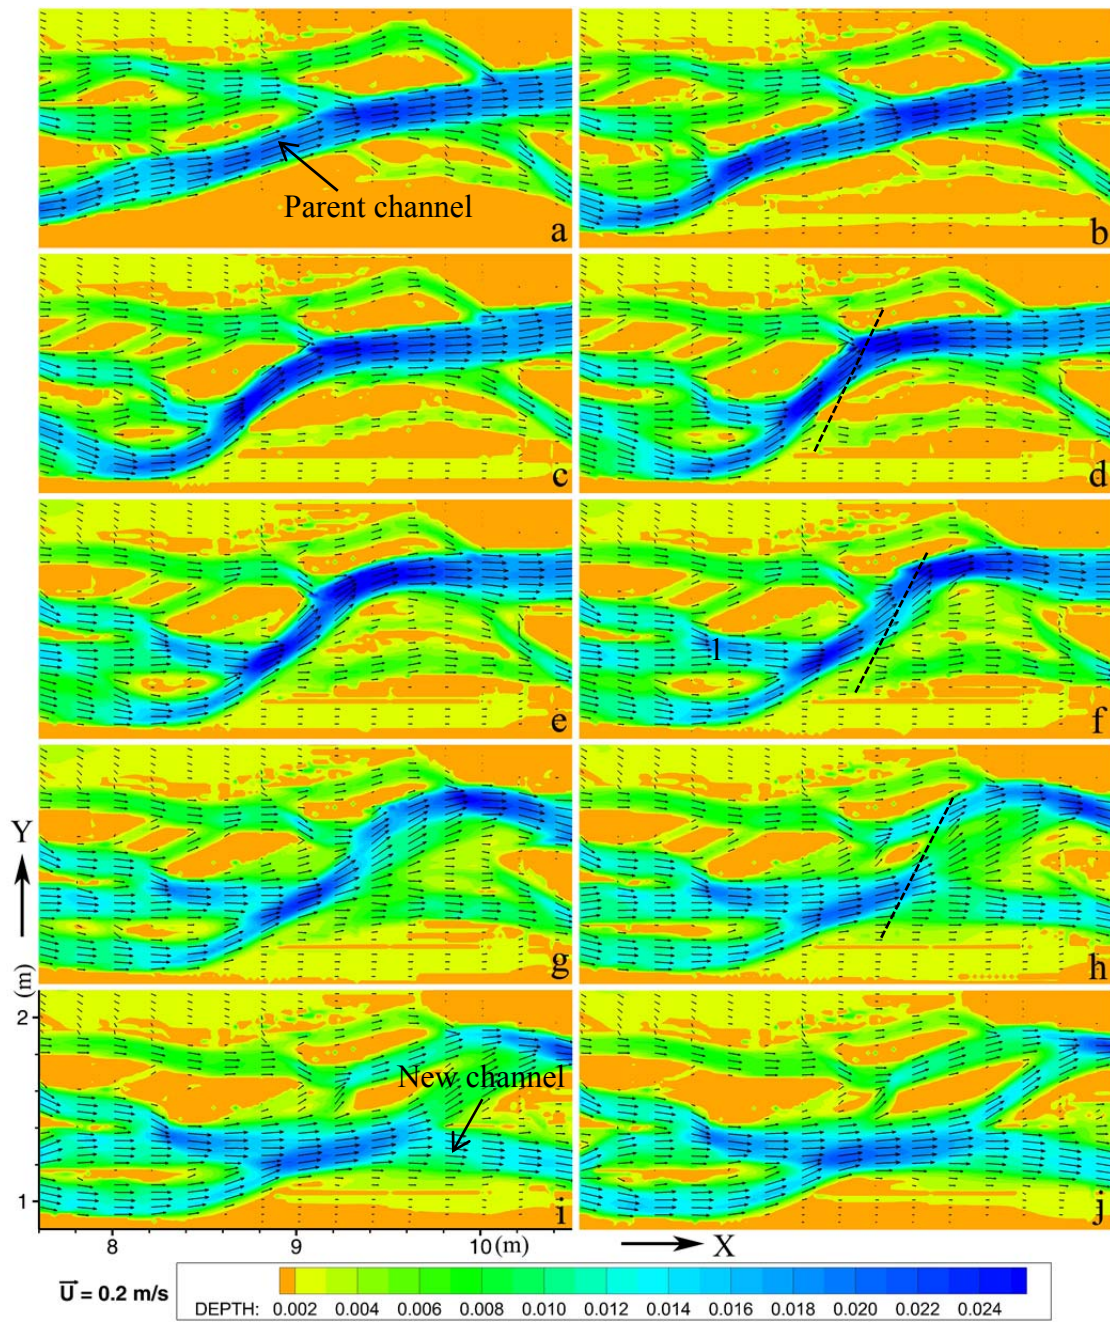 Parent channel
a
b
c
d
e
1
f
Y
g
h
(m)
2
New channel
1
i
j
8
9
10
(m)
X
U = 0.2 m/s
DEPTH: 0.002 0.004 0.006 0.008 0.010 0.012 0.014 0.016 0.018 0.020 0.022 0.024